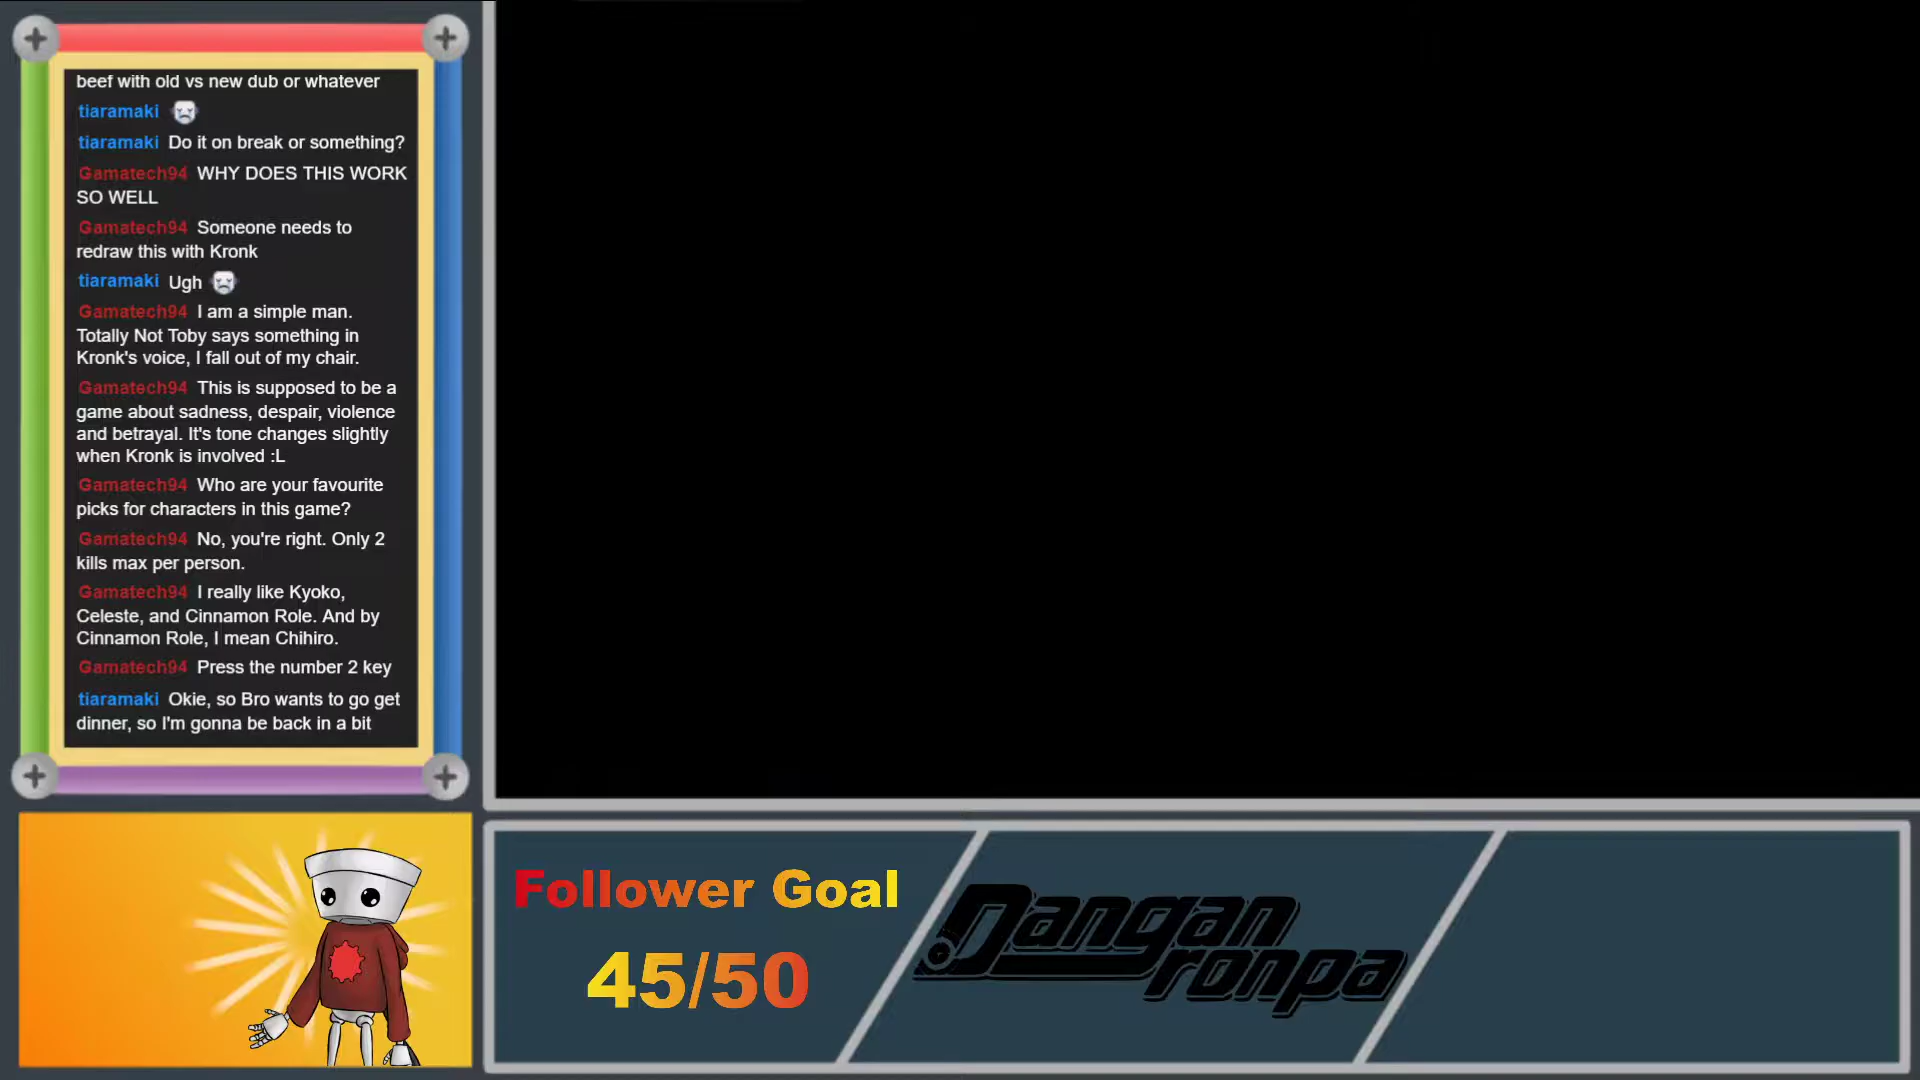 beef with old vs new dub or whatever
tiaramaki
tiaramaki Do it on break or something?
Gamatech94 WHY DOES THIS WORK
SO WELL
Gamatech94 Someone needs to
redraw this with Kronk
tiaramaki Ugh
Gamatech94 I am a simple man.
Totally Not Toby says something in
Kronk's voice, I fall out of my chair.
Gamatech94 This is supposed to be a
game about sadness, despair, violence
and betrayal. It's tone changes slightly
when Kronk is involved :L
Gamatech94 Who are your favourite
picks for characters in this game?
Gamatech94 No, you're right. Only 2
kills max per person.
Gamatech94 I really like Kyoko,
Celeste, and Cinnamon Role. And by
Cinnamon Role, I mean Chihiro.
Gamatech94 Press the number 2 key
tiaramaki Okie, so Bro wants to go get
dinner, so I'm gonna be back in a bit
Follower Goal
45/50
Dangan
ronpa